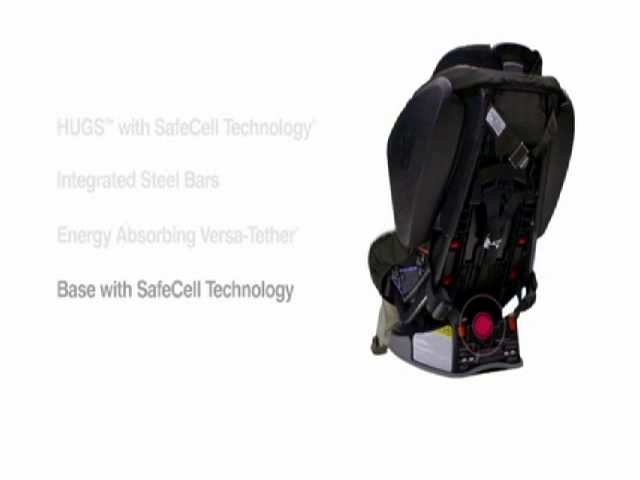 HUGS™ with SafeCell Technology®
Integrated Steel Bars
Energy Absorbing Versa-Tether®
Base with SafeCell Technology